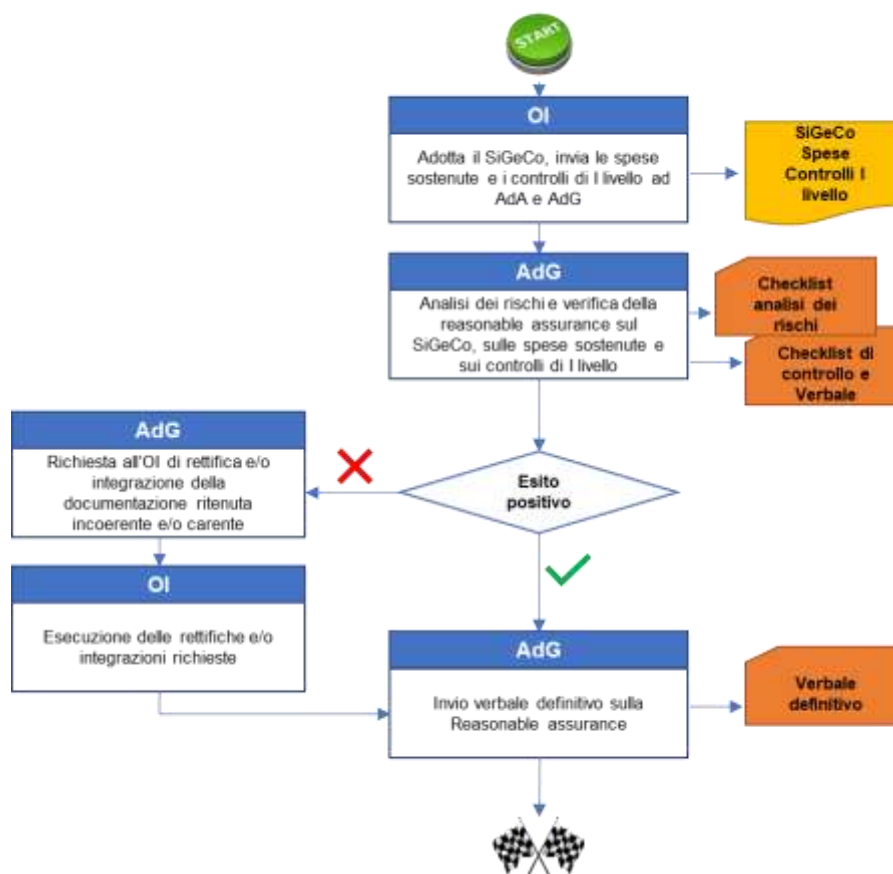 START
OI
Adotta il SiGeCo, invia le spese
sostenute e i controlli di I livello ad
AdA e AdG
SiGeCo
Spese
Controlli I
livello
AdG
Analisi dei rischi e verifica della
reasonable assurance sul
SiGeCo, sulle spese sostenute e
sui controlli di I livello
Checklist
analisi dei
rischi
Checklist di
controllo e
Verbale
Esito
positivo
AdG
Richiesta all'OI di rettifica e/o
integrazione della
documentazione ritenuta
incoerente e/o carente
OI
Esecuzione delle rettifiche e/o
integrazioni richieste
AdG
Invio verbale definitivo sulla
Reasonable assurance
Verbale
definitivo